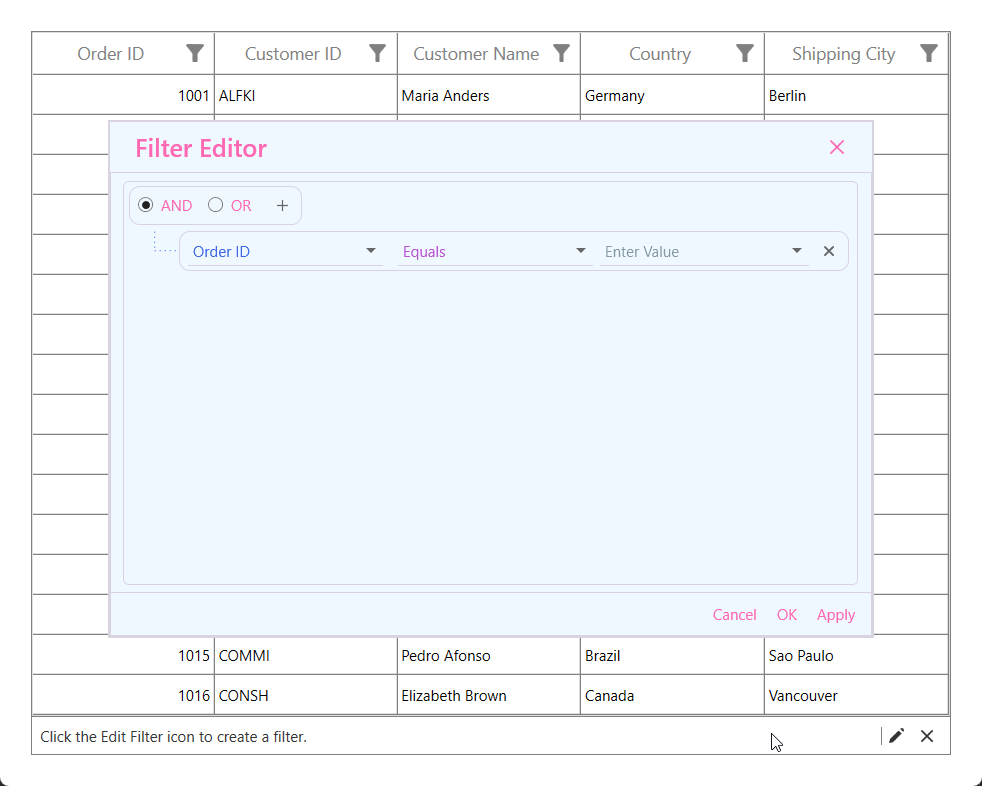 Order ID Customer ID Customer Name Country Shipping City
1001 ALFKI Maria Anders Germany Berlin
Filter Editor
AND OR
Order ID Equals Enter Value
Cancel OK Apply
1015 COMMI Pedro Afonso Brazil Sao Paulo
1016 CONSH Elizabeth Brown Canada Vancouver
Click the Edit Filter icon to create a filter.